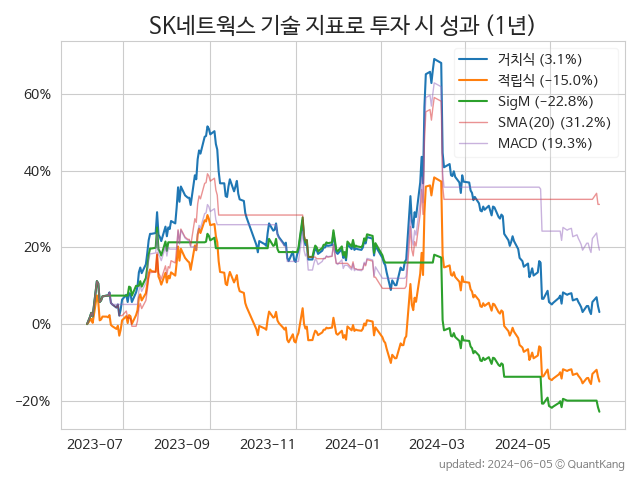 SK네트웍스 기술 지표로 투자 시 성과 (1년)
거치식 (3.1%)
적립식 (−15.0%)
SigM (−22.8%)
SMA(20) (31.2%)
MACD (19.3%)
60%
40%
20%
0%
−20%
2023-07
2023-09
2023-11
2024-01
2024-03
2024-05
updated: 2024-06-05 © QuantKang